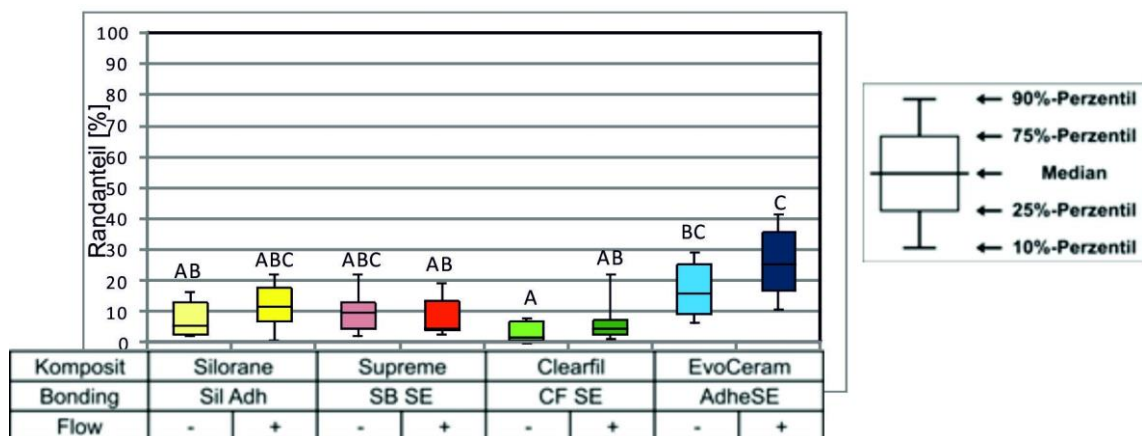 Randanteil [%]
100
90
80
70
60
50
40
30
20
10
0
AB
ABC
ABC
AB
A
AB
BC
C
Komposit Silorane Supreme Clearfil EvoCeram
Bonding Sil Adh SB SE CF SE AdheSE
Flow - + - + - + - +
90%-Perzentil
75%-Perzentil
Median
25%-Perzentil
10%-Perzentil